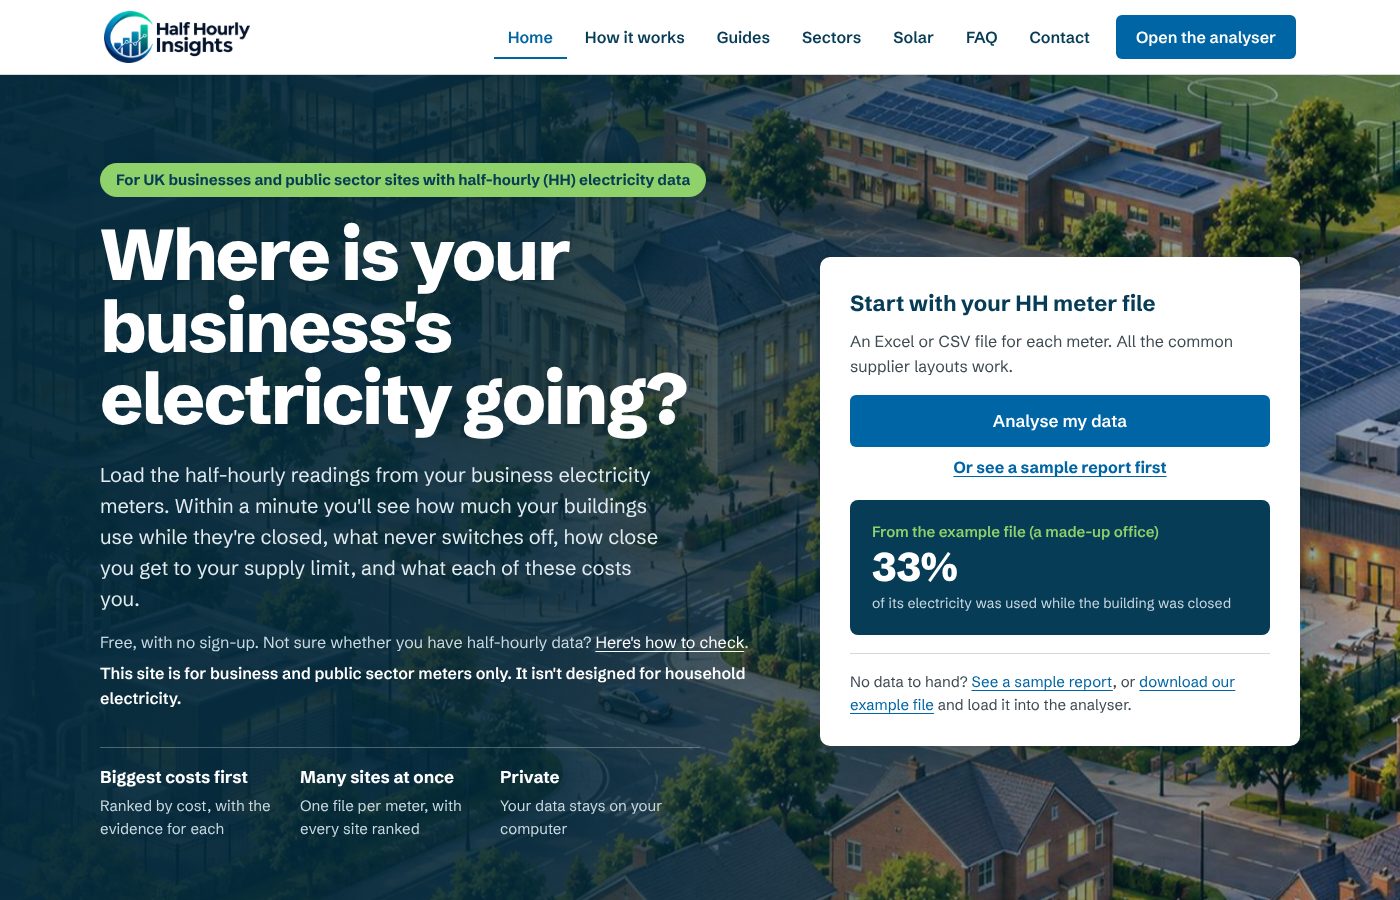 Half Hourly
Insights
Home
How it works
Guides
Sectors
Solar
FAQ
Contact
Open the analyser
For UK businesses and public sector sites with half-hourly (HH) electricity data
Where is your
business's
electricity going?
Load the half-hourly readings from your business electricity
meters. Within a minute you'll see how much your buildings
use while they're closed, what never switches off, how close
you get to your supply limit, and what each of these costs
you.
Free, with no sign-up. Not sure whether you have half-hourly data? Here's how to check.
This site is for business and public sector meters only. It isn't designed for household
electricity.
Biggest costs first
Ranked by cost, with the
evidence for each
Many sites at once
One file per meter, with
every site ranked
Private
Your data stays on your
computer
Start with your HH meter file
An Excel or CSV file for each meter. All the common
supplier layouts work.
Analyse my data
Or see a sample report first
From the example file (a made-up office)
33%
of its electricity was used while the building was closed
No data to hand? See a sample report, or download our
example file and load it into the analyser.